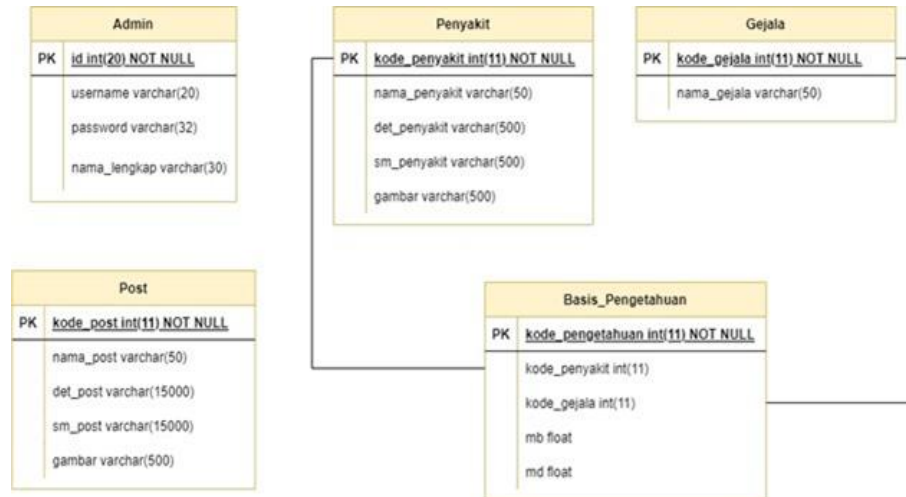 Admin
PK id int(20) NOT NULL
username varchar(20)
password varchar(32)
nama_lengkap varchar(30)
Penyakit
PK kode_penyakit int(11) NOT NULL
nama_penyakit varchar(50)
det_penyakit varchar(500)
sm_penyakit varchar(500)
gambar varchar(500)
Gejala
PK kode_gejala int(11) NOT NULL
nama_gejala varchar(50)
Post
PK kode_post int(11) NOT NULL
nama_post varchar(50)
det_post varchar(15000)
sm_post varchar(15000)
gambar varchar(500)
Basis_Pengetahuan
PK kode_pengetahuan int(11) NOT NULL
kode_penyakit int(11)
kode_gejala int(11)
mb float
md float